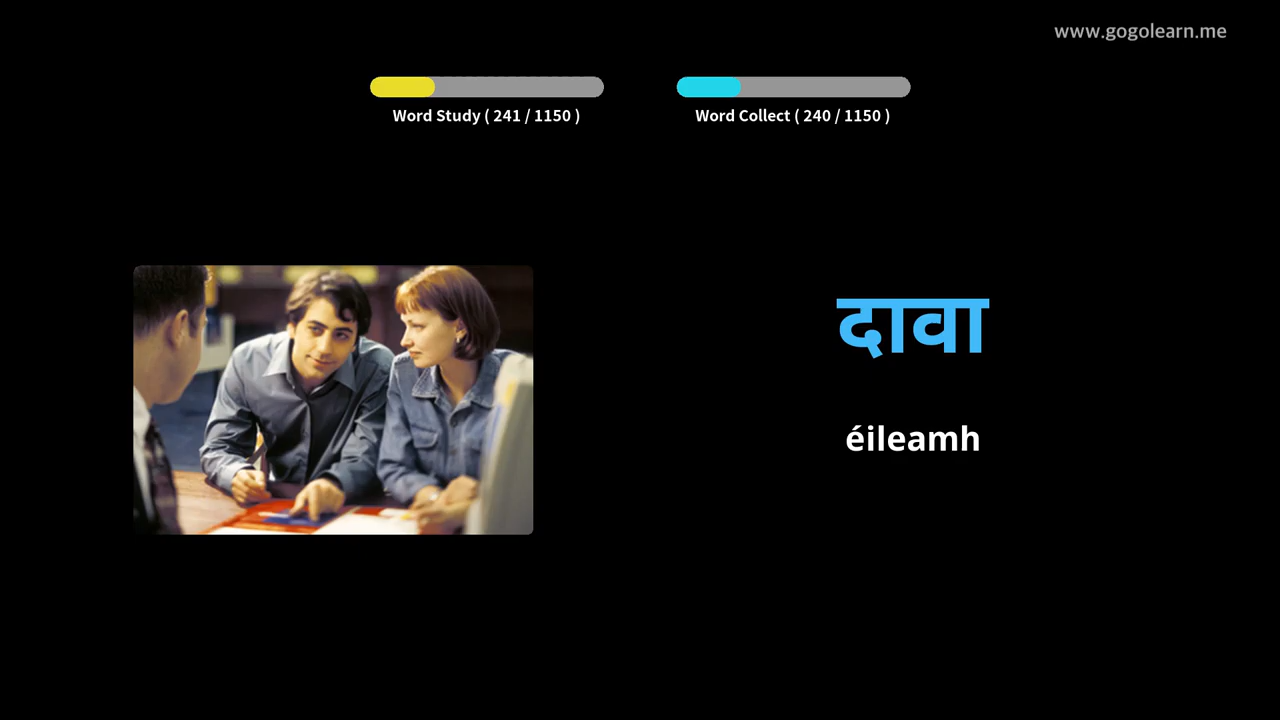 www.gogolearn.me
Word Study ( 241 / 1150 )
Word Collect ( 240 / 1150 )
दावा
éileamh